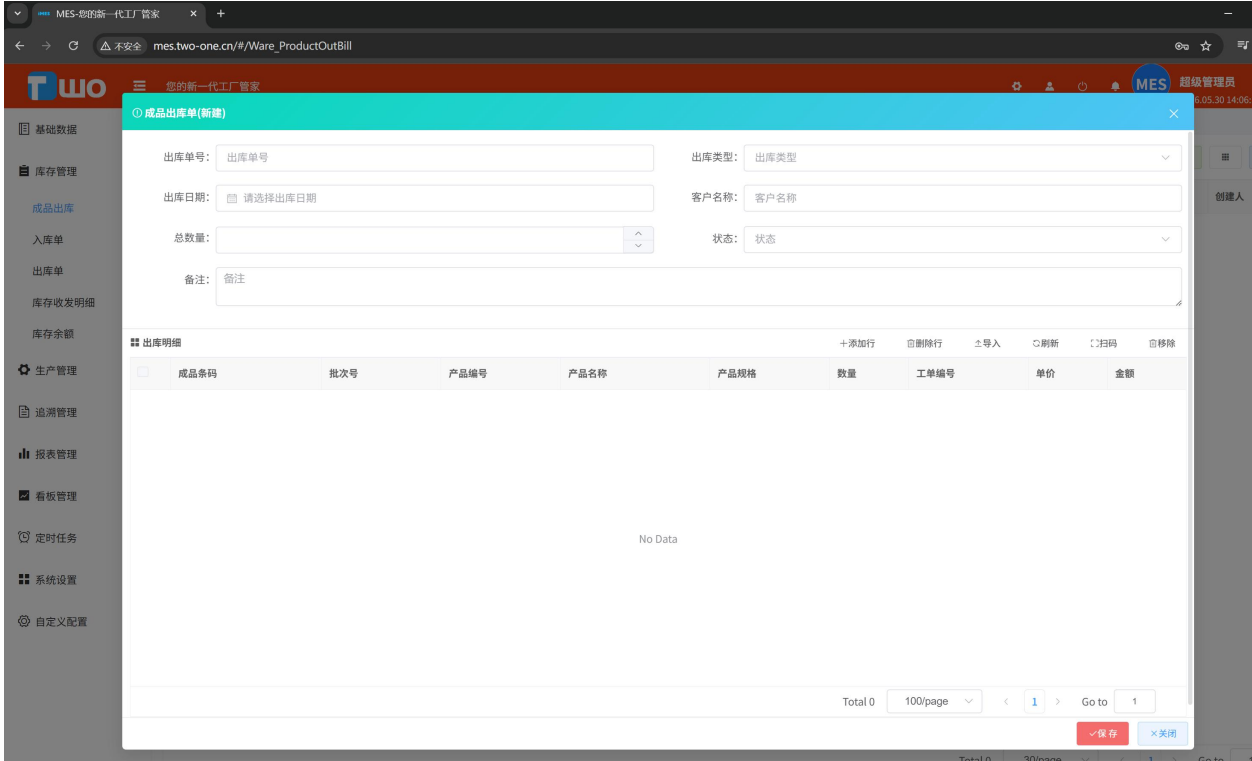 MES-您的新一代工厂管家
不安全 mes.two-one.cn/#/Ware_ProductOutBill
Two 您的新一代工厂管家 MES 超级管理员
6.05.30 14:06:
基础数据
库存管理
成品出库
入库单
出库单
库存收发明细
库存余额
生产管理
追溯管理
报表管理
看板管理
定时任务
系统设置
自定义配置
成品出库单(新建)
出库单号: 出库单号 出库类型: 出库类型
出库日期: 请选择出库日期 客户名称: 客户名称
总数量: 状态: 状态
备注: 备注
出库明细 添加行 删除行 导入 刷新 扫码 移除
成品条码 批次号 产品编号 产品名称 产品规格 数量 工单编号 单价 金额
No Data
Total 0 100/page 1 Go to 1
保存 关闭
创建人
Total 0 30/page 1 Go to